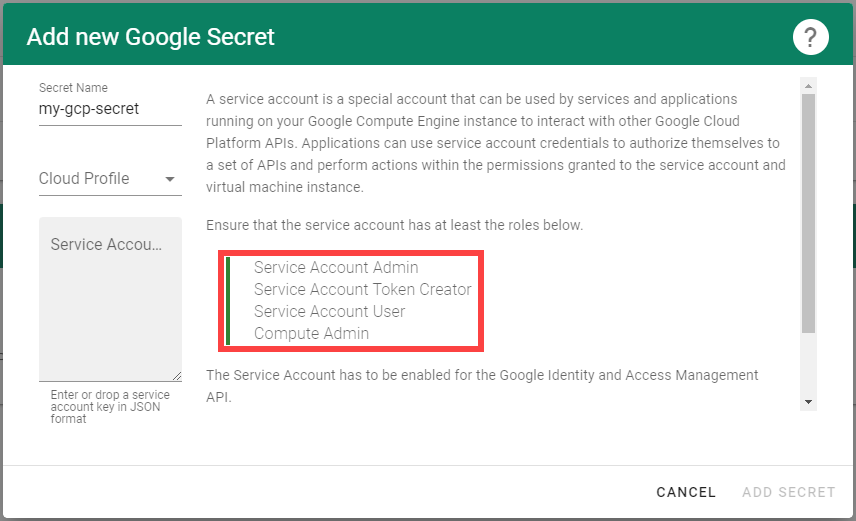 Add new Google Secret
?
Secret Name
my-gcp-secret
Cloud Profile
Service Accou...
Enter or drop a service
account key in JSON
format
A service account is a special account that can be used by services and applications
running on your Google Compute Engine instance to interact with other Google Cloud
Platform APIs. Applications can use service account credentials to authorize themselves to
a set of APIs and perform actions within the permissions granted to the service account and
virtual machine instance.
Ensure that the service account has at least the roles below.
Service Account Admin
Service Account Token Creator
Service Account User
Compute Admin
The Service Account has to be enabled for the Google Identity and Access Management
API.
CANCEL
ADD SECRET